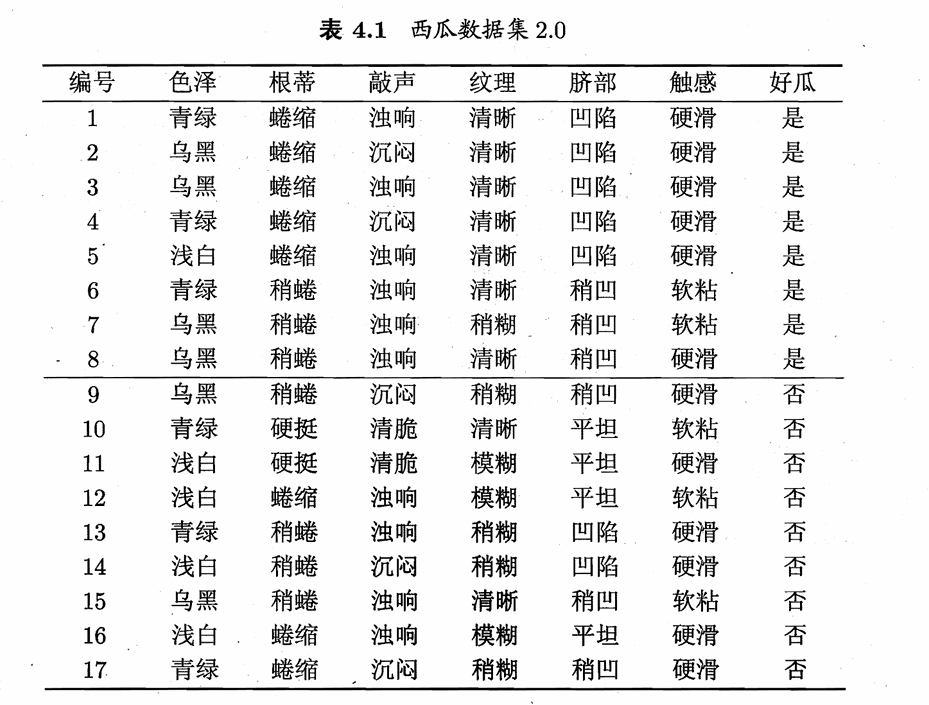 表 4.1 西瓜数据集 2.0
编号 色泽 根蒂 敲声 纹理 脐部 触感 好瓜
1 青绿 蜷缩 浊响 清晰 凹陷 硬滑 是
2 乌黑 蜷缩 沉闷 清晰 凹陷 硬滑 是
3 乌黑 蜷缩 浊响 清晰 凹陷 硬滑 是
4 青绿 蜷缩 沉闷 清晰 凹陷 硬滑 是
5 浅白 蜷缩 浊响 清晰 凹陷 硬滑 是
6 青绿 稍蜷 浊响 清晰 稍凹 软粘 是
7 乌黑 稍蜷 浊响 稍糊 稍凹 软粘 是
8 乌黑 稍蜷 浊响 清晰 稍凹 硬滑 是
9 乌黑 稍蜷 沉闷 稍糊 稍凹 硬滑 否
10 青绿 硬挺 清脆 清晰 平坦 软粘 否
11 浅白 硬挺 清脆 模糊 平坦 硬滑 否
12 浅白 蜷缩 浊响 模糊 平坦 软粘 否
13 青绿 稍蜷 浊响 稍糊 凹陷 硬滑 否
14 浅白 稍蜷 沉闷 稍糊 凹陷 硬滑 否
15 乌黑 稍蜷 浊响 清晰 稍凹 软粘 否
16 浅白 蜷缩 浊响 模糊 平坦 硬滑 否
17 青绿 蜷缩 沉闷 稍糊 稍凹 硬滑 否